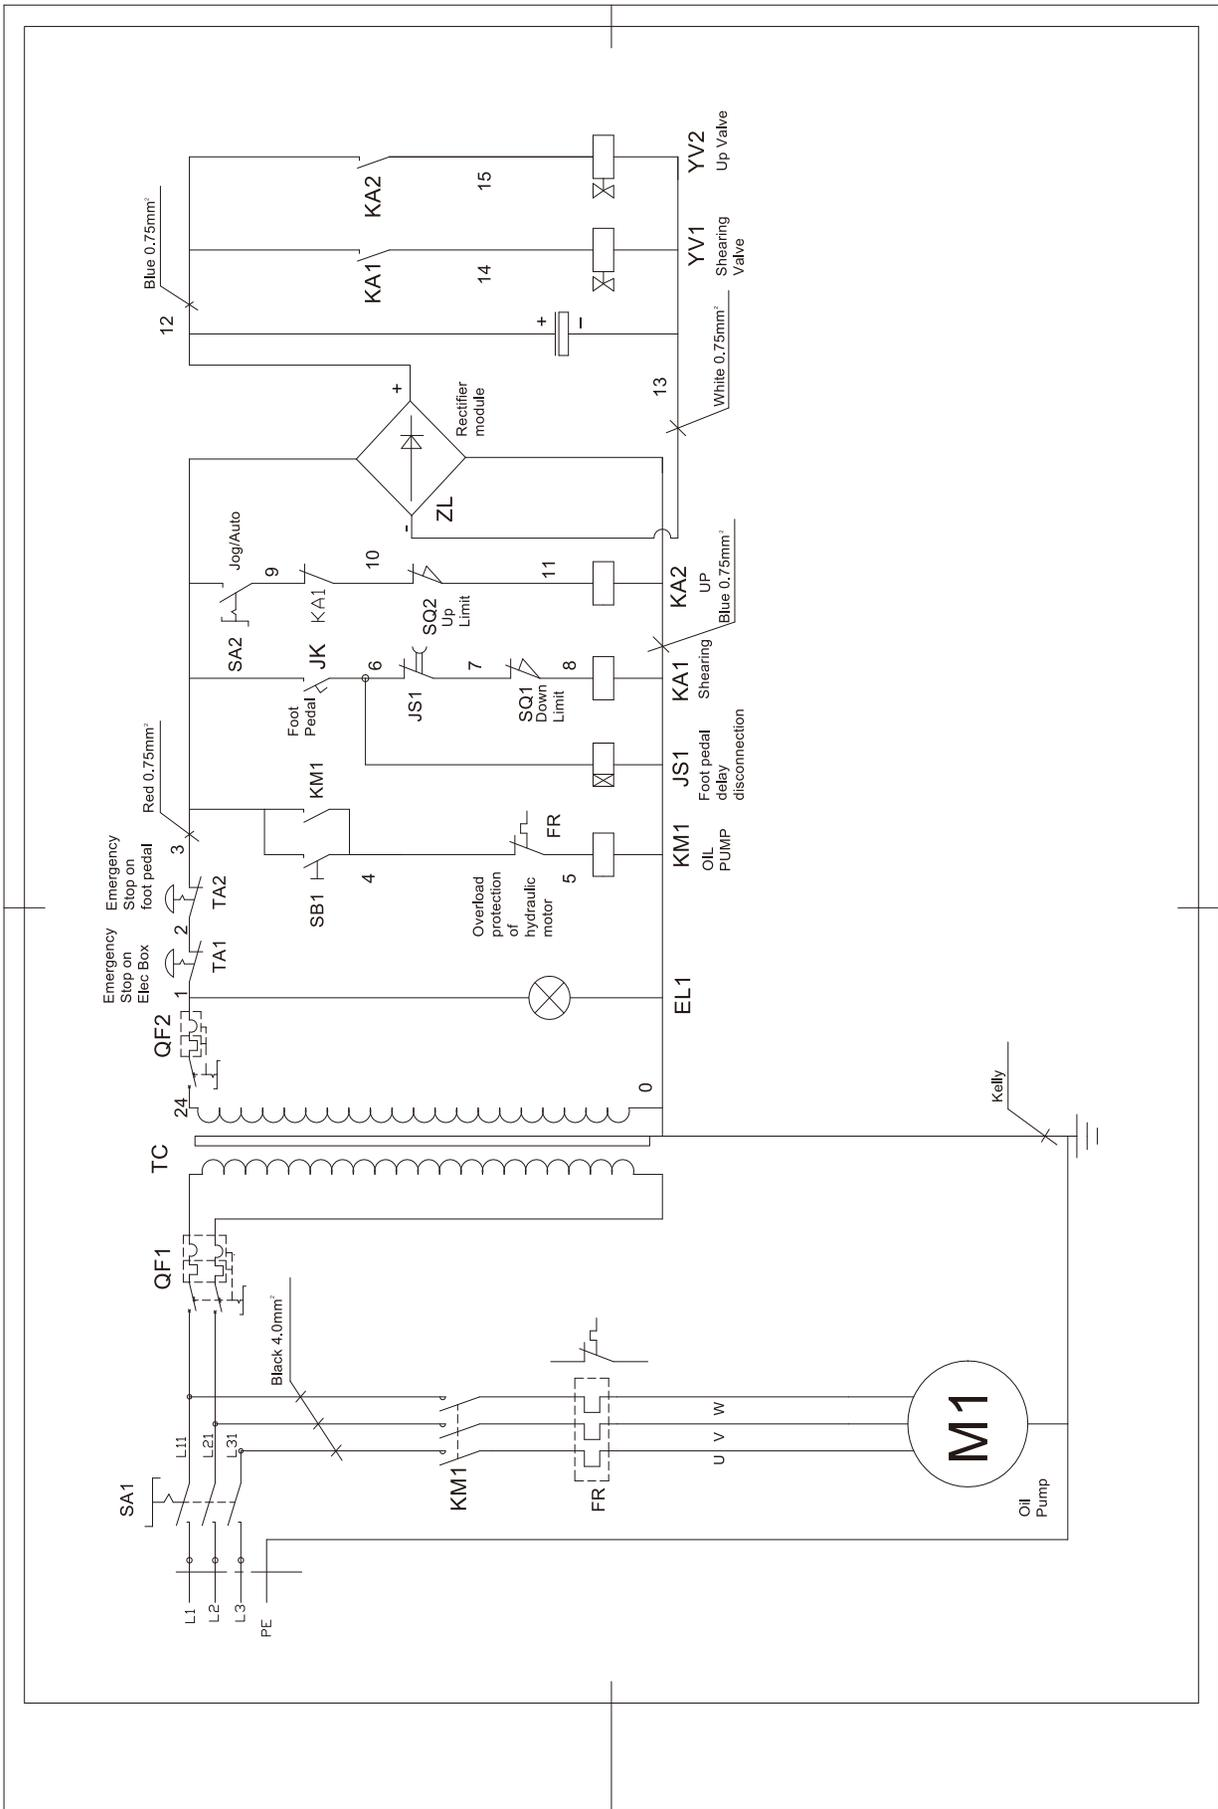 L1
L2
L3
PE
SA1
L11
L21
L31
Black 4.0mm²
KM1
FR
U
V
W
M1
Oil
Pump
QF1
TC
24
0
Kelly
QF2
1
EL1
Emergency
Stop on
Elec Box
TA1
2
Emergency
Stop on
foot pedal
TA2
3
Red 0.75mm²
SB1
KM1
4
Overload
protection
of
hydraulic
motor
FR
5
KM1
OIL
PUMP
JS1
Foot pedal
delay
disconnection
Foot
Pedal
JK
6
JS1
7
SQ1
Down
Limit
8
KA1
Shearing
SA2
Jog/Auto
9
KA1
10
SQ2
Up
Limit
11
KA2
UP
Blue 0.75mm²
-
ZL
+
Rectifier
module
13
White 0.75mm²
12
Blue 0.75mm²
+
-
KA1
14
YV1
Shearing
Valve
KA2
15
YV2
Up Valve